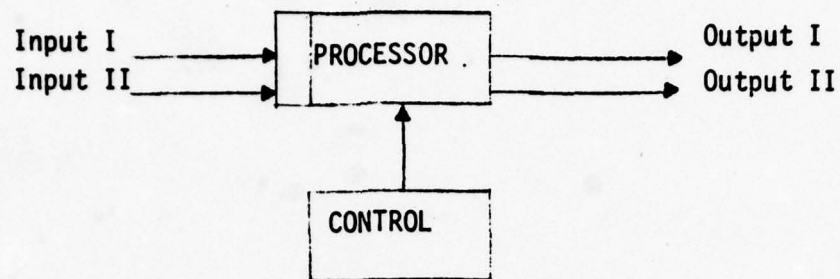 Input I
Input II
PROCESSOR
Output I
Output II
CONTROL